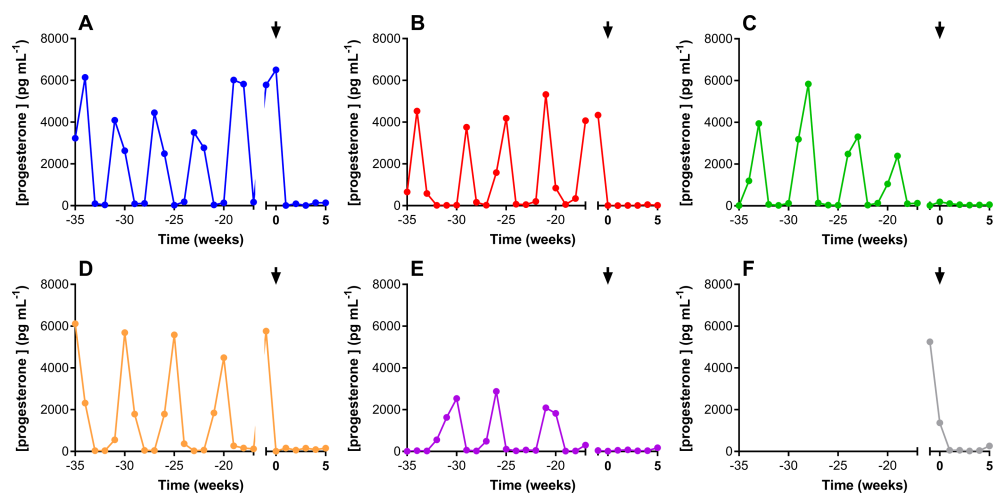 A B C
8000 8000 8000
6000 6000 6000
4000 4000 4000
2000 2000 2000
0 0 0
-35 -30 -25 -20 0 5 -35 -30 -25 -20 0 5 -35 -30 -25 -20 0 5
Time (weeks) Time (weeks) Time (weeks)
[progesterone ] (pg mL⁻¹) [progesterone ] (pg mL⁻¹) [progesterone ] (pg mL⁻¹)
D E F
8000 8000 8000
6000 6000 6000
4000 4000 4000
2000 2000 2000
0 0 0
-35 -30 -25 -20 0 5 -35 -30 -25 -20 0 5 -35 -30 -25 -20 0 5
Time (weeks) Time (weeks) Time (weeks)
[progesterone ] (pg mL⁻¹) [progesterone ] (pg mL⁻¹) [progesterone ] (pg mL⁻¹)